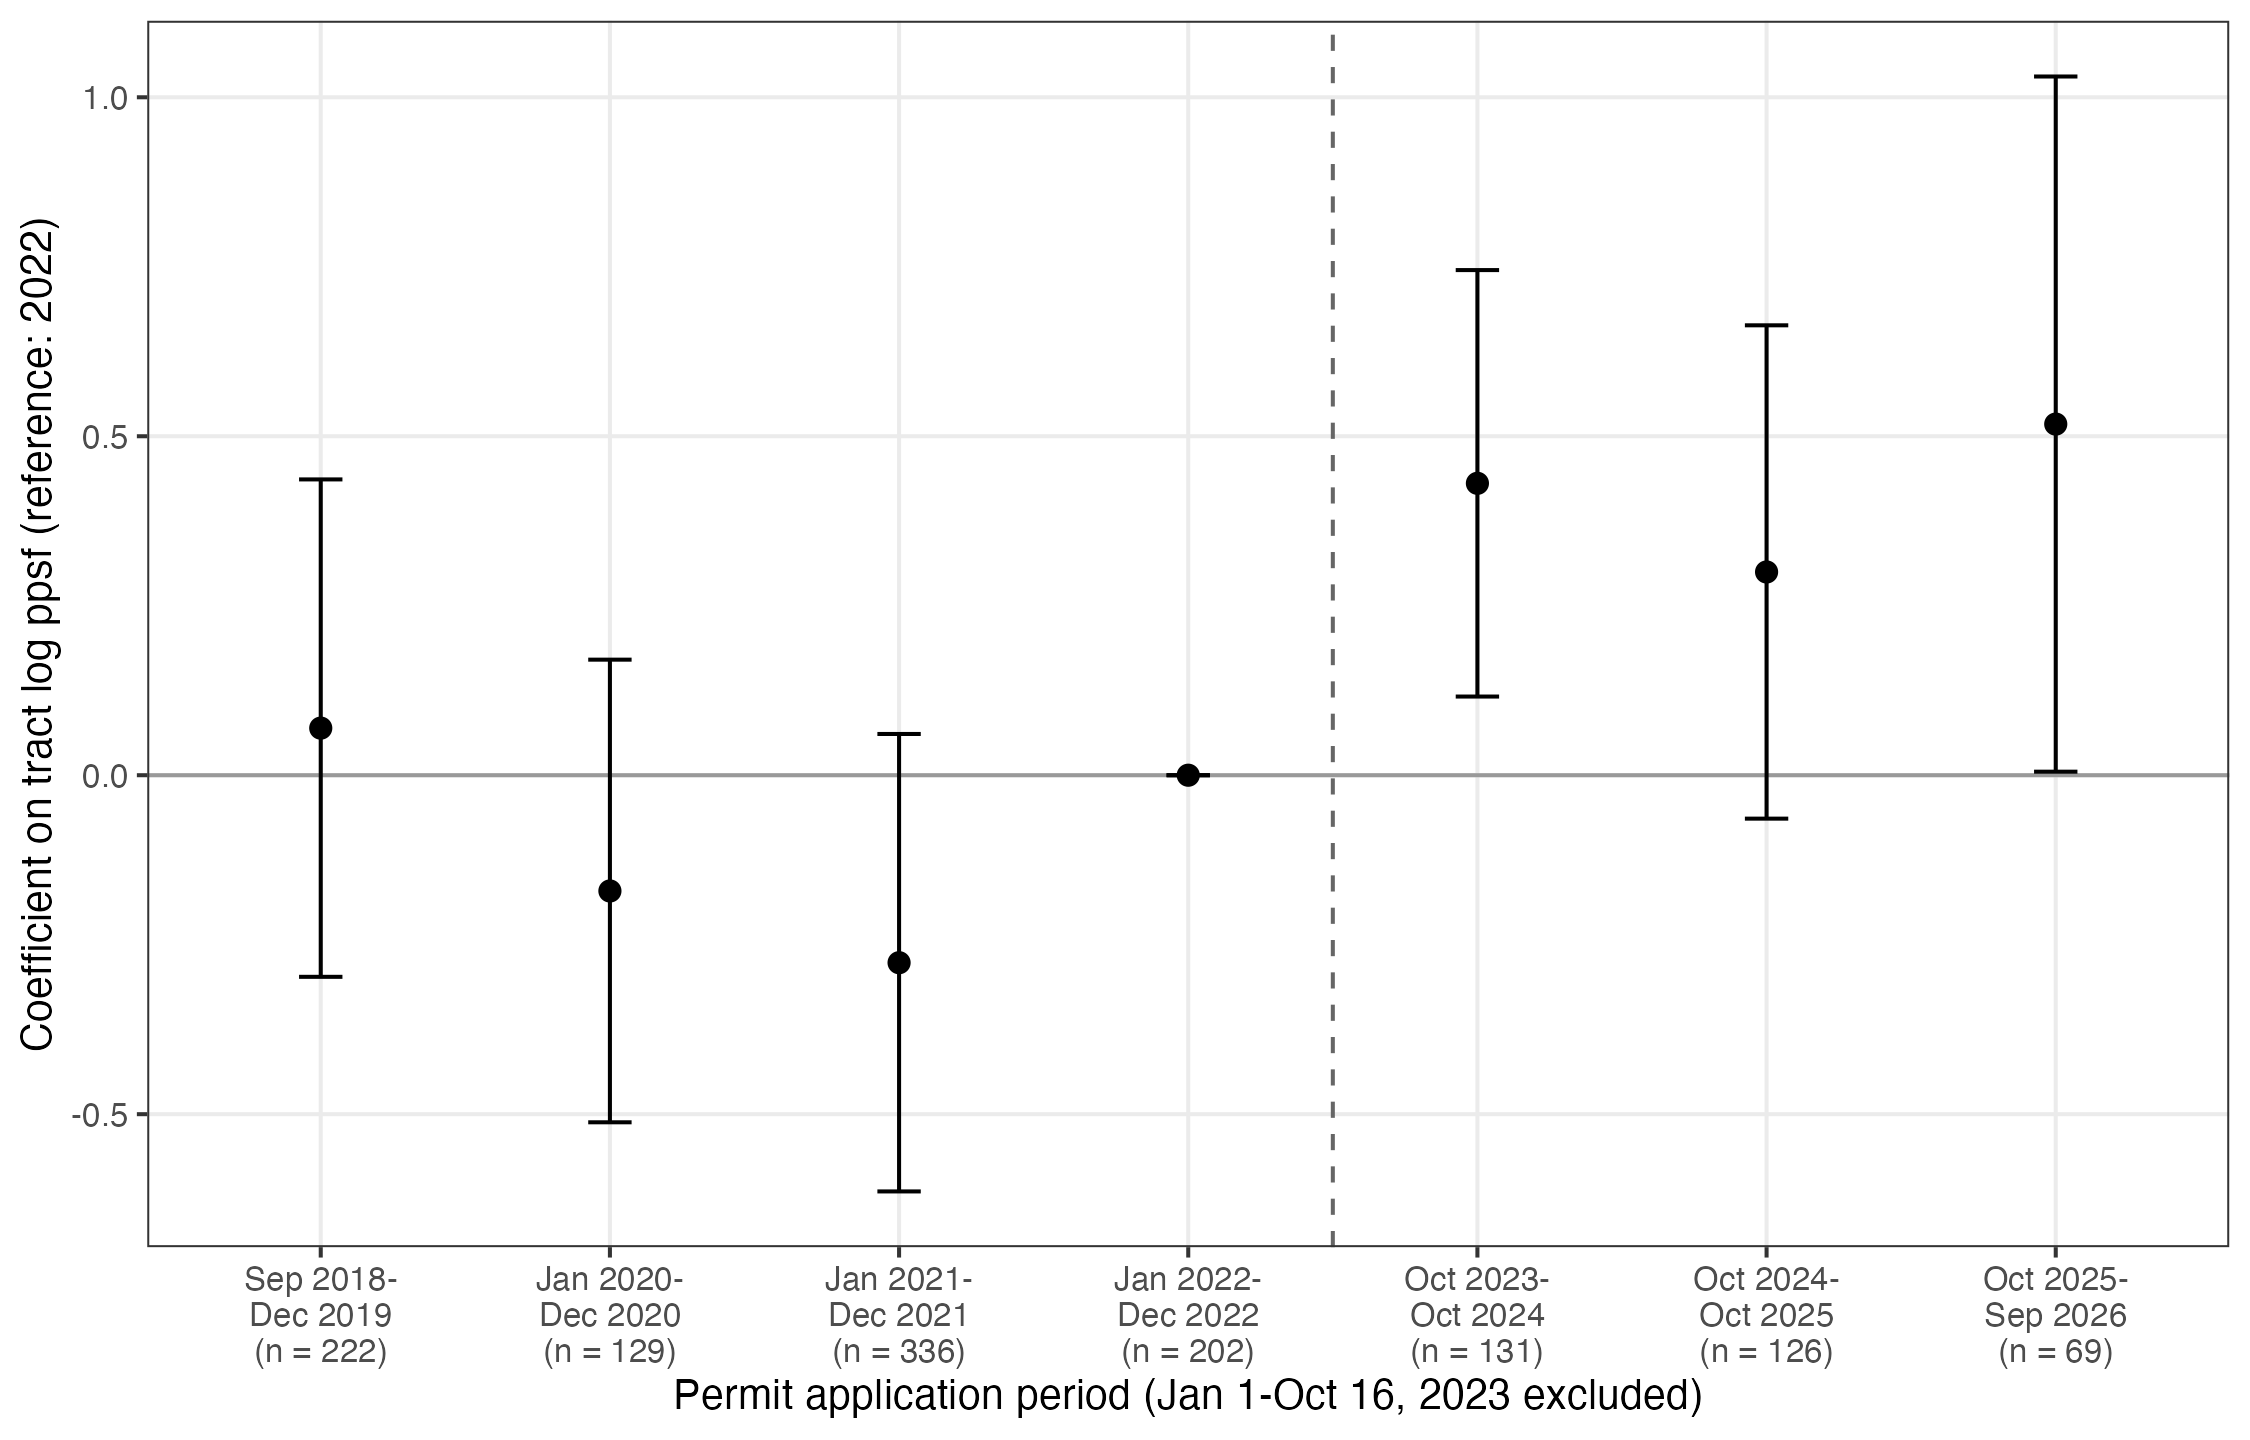 Coefficient on tract log ppsf (reference: 2022)
1.0
0.5
0.0
-0.5
Sep 2018-
Dec 2019
(n = 222)
Jan 2020-
Dec 2020
(n = 129)
Jan 2021-
Dec 2021
(n = 336)
Jan 2022-
Dec 2022
(n = 202)
Oct 2023-
Oct 2024
(n = 131)
Oct 2024-
Oct 2025
(n = 126)
Oct 2025-
Sep 2026
(n = 69)
Permit application period (Jan 1-Oct 16, 2023 excluded)